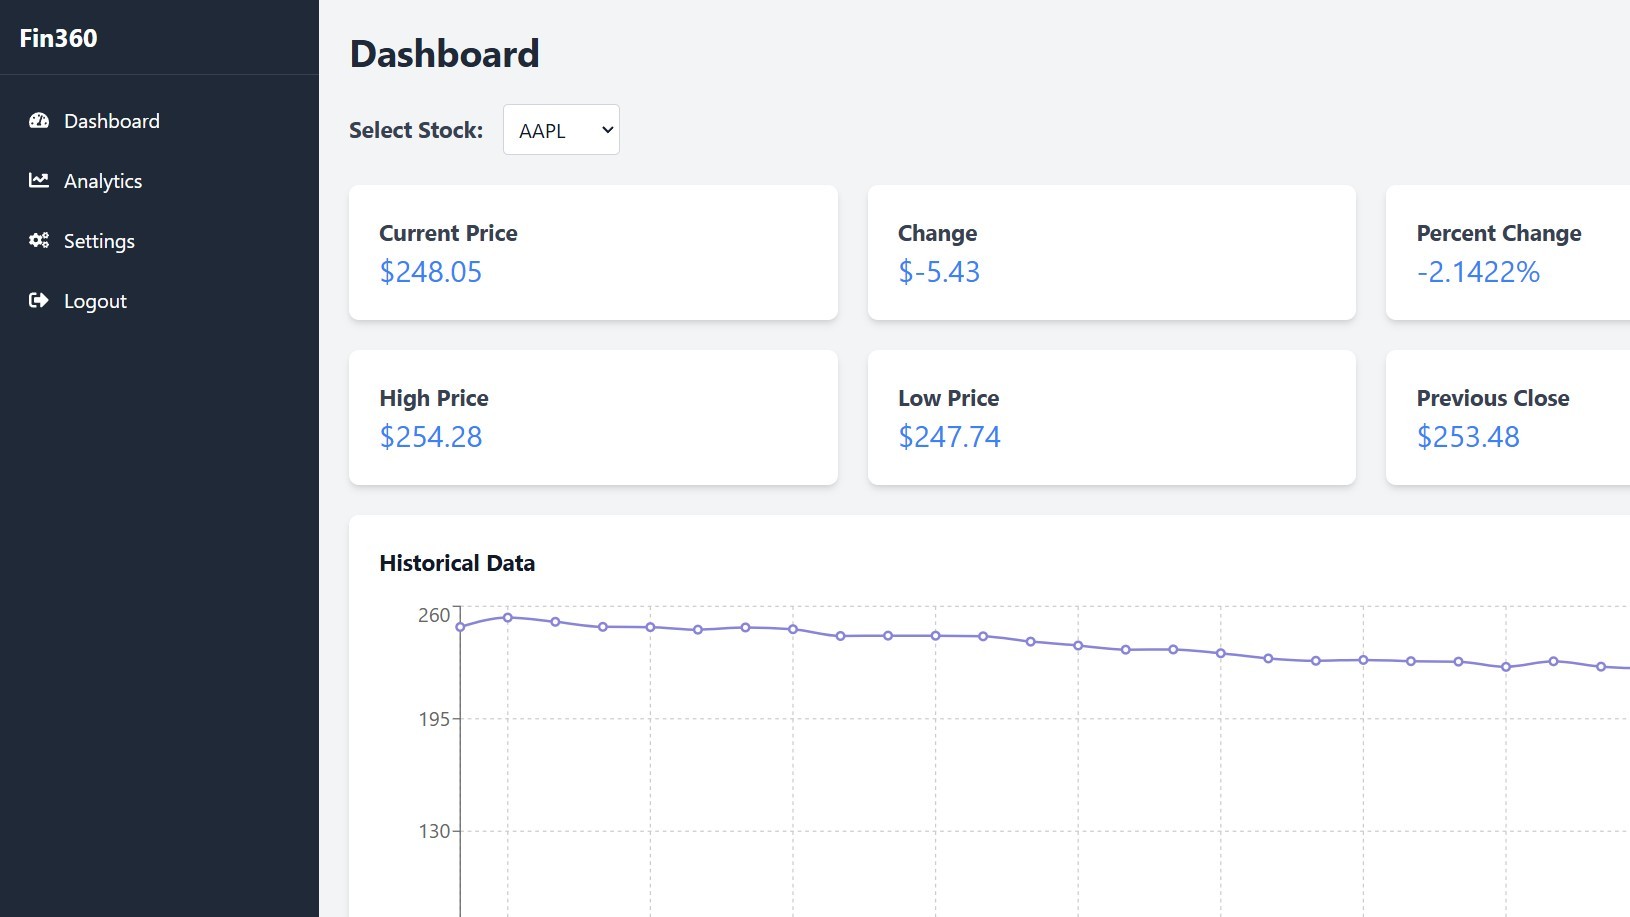 Fin360
Dashboard
Analytics
Settings
Logout
Dashboard
Select Stock: AAPL
Current Price
$248.05
Change
$-5.43
Percent Change
-2.1422%
High Price
$254.28
Low Price
$247.74
Previous Close
$253.48
Historical Data
260
195
130